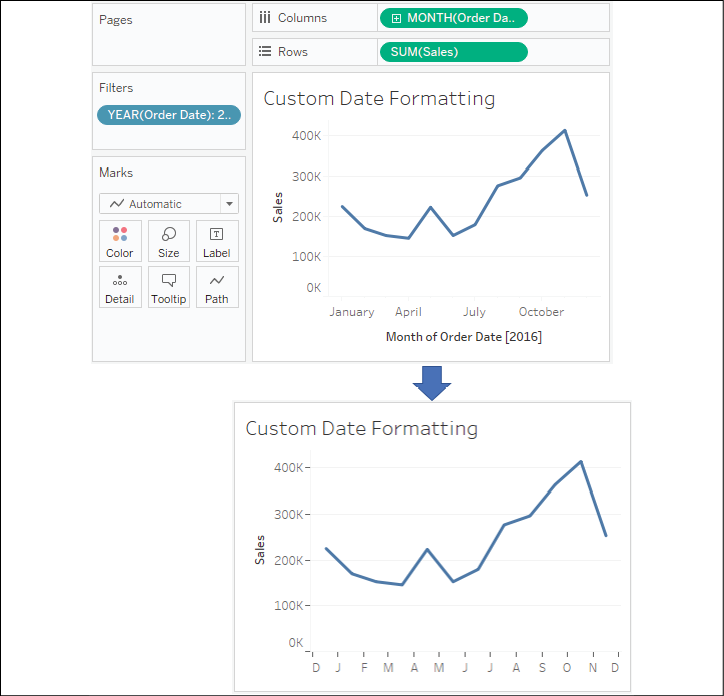 Pages
Columns MONTH(Order Da..
Rows SUM(Sales)
Filters
YEAR(Order Date): 2..
Marks
Automatic
Color Size Label
Detail Tooltip Path
Custom Date Formatting
400K
300K
200K
100K
0K
Sales
January April July October
Month of Order Date [2016]
Custom Date Formatting
400K
300K
200K
100K
0K
Sales
D J F M A M J J A S O N D